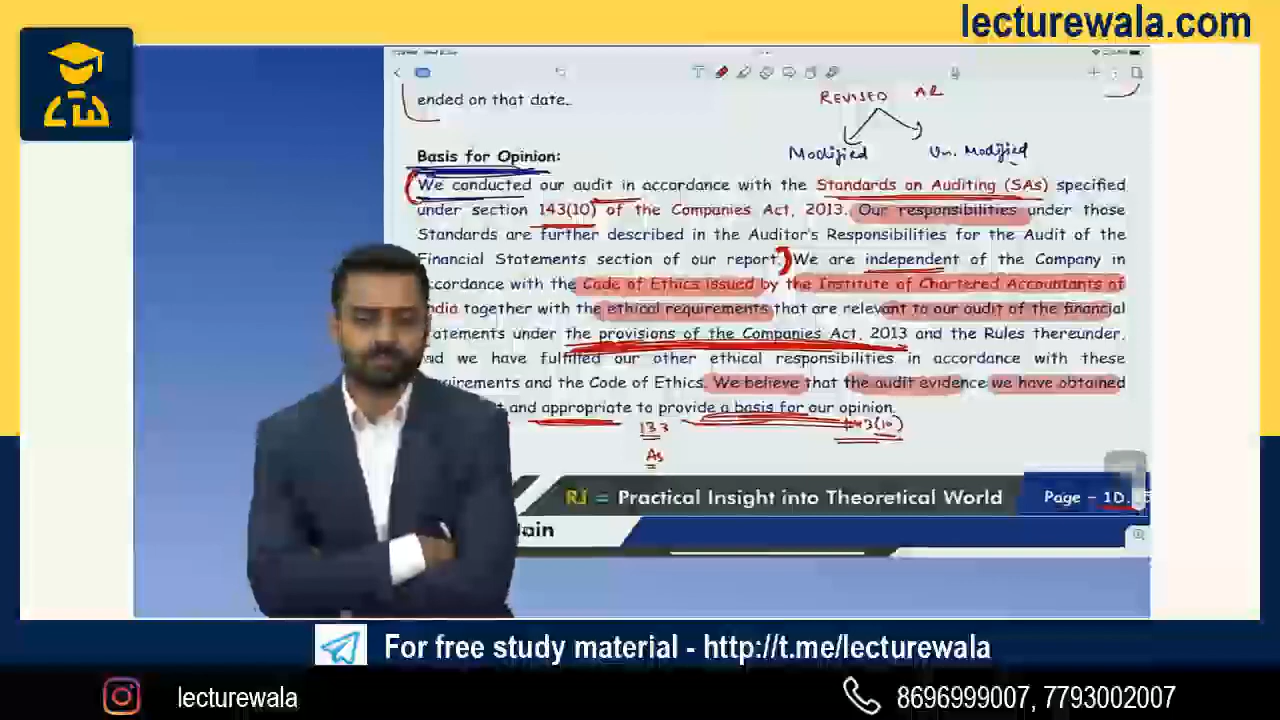 lecturewala.com
ended on that date.
REVISED AR
Modified Un. Modified
Basis for Opinion:
We conducted our audit in accordance with the Standards on Auditing (SAs) specified
under section 143(10) of the Companies Act, 2013. Our responsibilities under those
Standards are further described in the Auditor's Responsibilities for the Audit of the
Financial Statements section of our report. We are independent of the Company in
ccordance with the Code of Ethics issued by the Institute of Chartered Accountants of
ndia together with the ethical requirements that are relevant to our audit of the financial
tatements under the provisions of the Companies Act, 2013 and the Rules thereunder,
nd we have fulfilled our other ethical responsibilities in accordance with these
quirements and the Code of Ethics. We believe that the audit evidence we have obtained
and appropriate to provide a basis for our opinion.
133 143(10)
As
RJ = Practical Insight into Theoretical World Page - 1D.
Jain
For free study material - http://t.me/lecturewala
lecturewala 8696999007, 7793002007